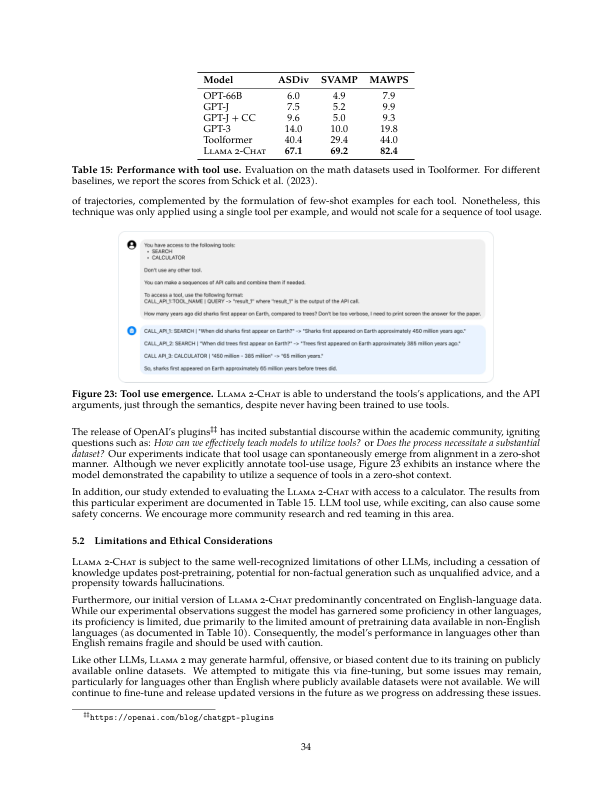 Model ASDiv SVAMP MAWPS
OPT-66B 6.0 4.9 7.9
GPT-J 7.5 5.2 9.9
GPT-J + CC 9.6 5.0 9.3
GPT-3 14.0 10.0 19.8
Toolformer 40.4 29.4 44.0
Llama 2-Chat 67.1 69.2 82.4
Table 15: Performance with tool use. Evaluation on the math datasets used in Toolformer. For different
baselines, we report the scores from Schick et al. (2023).
of trajectories, complemented by the formulation of few-shot examples for each tool. Nonetheless, this
technique was only applied using a single tool per example, and would not scale for a sequence of tool usage.
You have access to the following tools:
• SEARCH
• CALCULATOR
Don't use any other tool.
You can make a sequences of API calls and combine them if needed.
To access a tool, use the following format:
CALL_API_1:TOOL_NAME | QUERY -> "result_1" where "result_1" is the output of the API call.
How many years ago did sharks first appear on Earth, compared to trees? Don't be too verbose, I need to print screen the answer for the paper.
CALL_API_1: SEARCH | "When did sharks first appear on Earth?" -> "Sharks first appeared on Earth approximately 450 million years ago."
CALL_API_2: SEARCH | "When did trees first appear on Earth?" -> "Trees first appeared on Earth approximately 385 million years ago."
CALL API_3: CALCULATOR | "450 million - 385 million" -> "65 million years."
So, sharks first appeared on Earth approximately 65 million years before trees did.
Figure 23: Tool use emergence. Llama 2-Chat is able to understand the tools's applications, and the API
arguments, just through the semantics, despite never having been trained to use tools.
The release of OpenAI's plugins‡‡ has incited substantial discourse within the academic community, igniting
questions such as: How can we effectively teach models to utilize tools? or Does the process necessitate a substantial
dataset? Our experiments indicate that tool usage can spontaneously emerge from alignment in a zero-shot
manner. Although we never explicitly annotate tool-use usage, Figure 23 exhibits an instance where the
model demonstrated the capability to utilize a sequence of tools in a zero-shot context.
In addition, our study extended to evaluating the Llama 2-Chat with access to a calculator. The results from
this particular experiment are documented in Table 15. LLM tool use, while exciting, can also cause some
safety concerns. We encourage more community research and red teaming in this area.
5.2 Limitations and Ethical Considerations
Llama 2-Chat is subject to the same well-recognized limitations of other LLMs, including a cessation of
knowledge updates post-pretraining, potential for non-factual generation such as unqualified advice, and a
propensity towards hallucinations.
Furthermore, our initial version of Llama 2-Chat predominantly concentrated on English-language data.
While our experimental observations suggest the model has garnered some proficiency in other languages,
its proficiency is limited, due primarily to the limited amount of pretraining data available in non-English
languages (as documented in Table 10). Consequently, the model's performance in languages other than
English remains fragile and should be used with caution.
Like other LLMs, Llama 2 may generate harmful, offensive, or biased content due to its training on publicly
available online datasets. We attempted to mitigate this via fine-tuning, but some issues may remain,
particularly for languages other than English where publicly available datasets were not available. We will
continue to fine-tune and release updated versions in the future as we progress on addressing these issues.
‡‡https://openai.com/blog/chatgpt-plugins
34